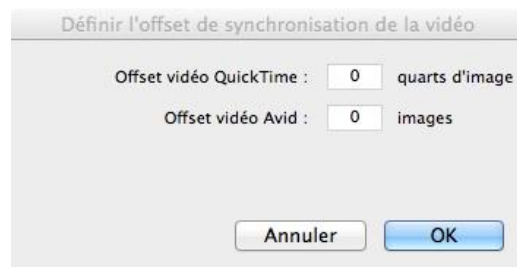 Définir l'offset de synchronisation de la vidéo
Offset vidéo QuickTime : 0 quarts d'image
Offset vidéo Avid : 0 images
Annuler OK